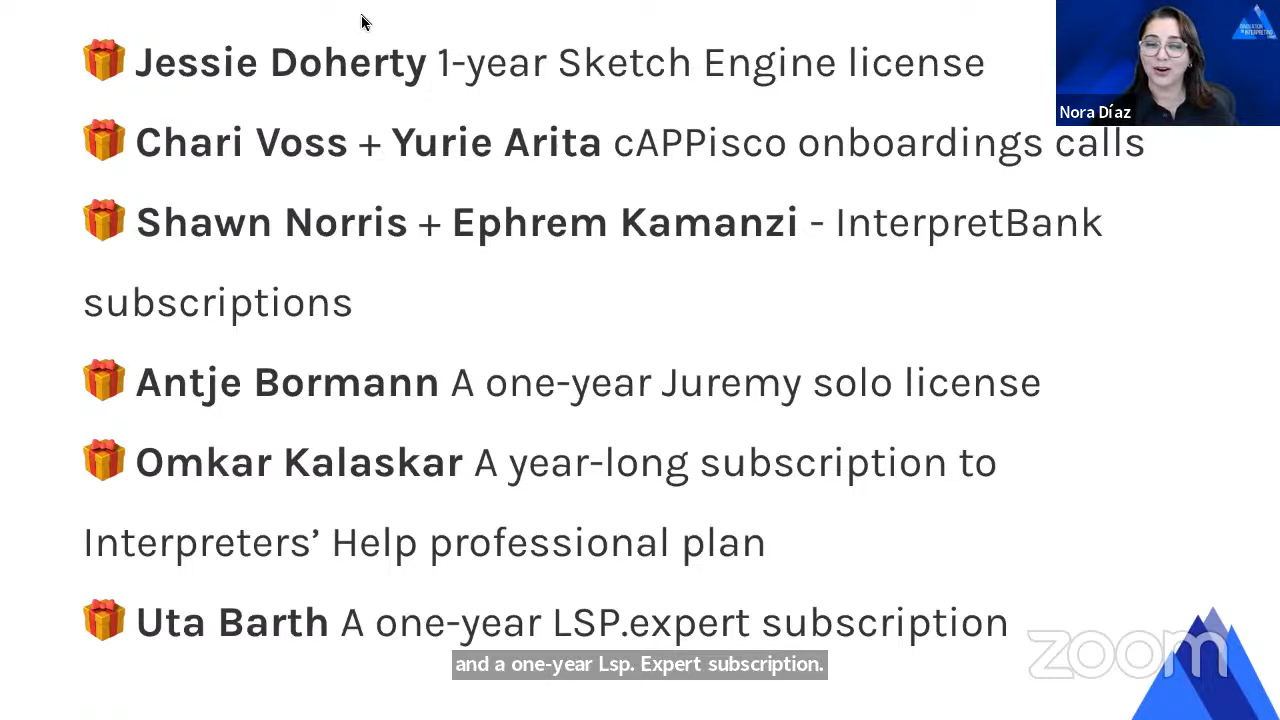 Jessie Doherty 1-year Sketch Engine license
Chari Voss + Yurie Arita cAPPisco onboardings calls
Shawn Norris + Ephrem Kamanzi - InterpretBank
subscriptions
Antje Bormann A one-year Juremy solo license
Omkar Kalaskar A year-long subscription to
Interpreters’ Help professional plan
Uta Barth A one-year LSP.expert subscription
and a one-year Lsp. Expert subscription.
Nora Díaz
zoom